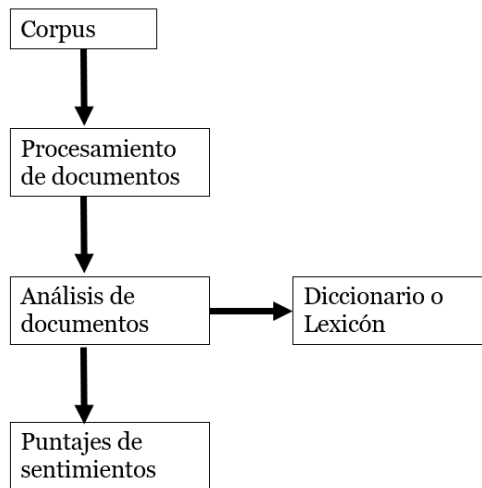 Corpus
Procesamiento
de documentos
Análisis de
documentos
Diccionario o
Lexicón
Puntajes de
sentimientos